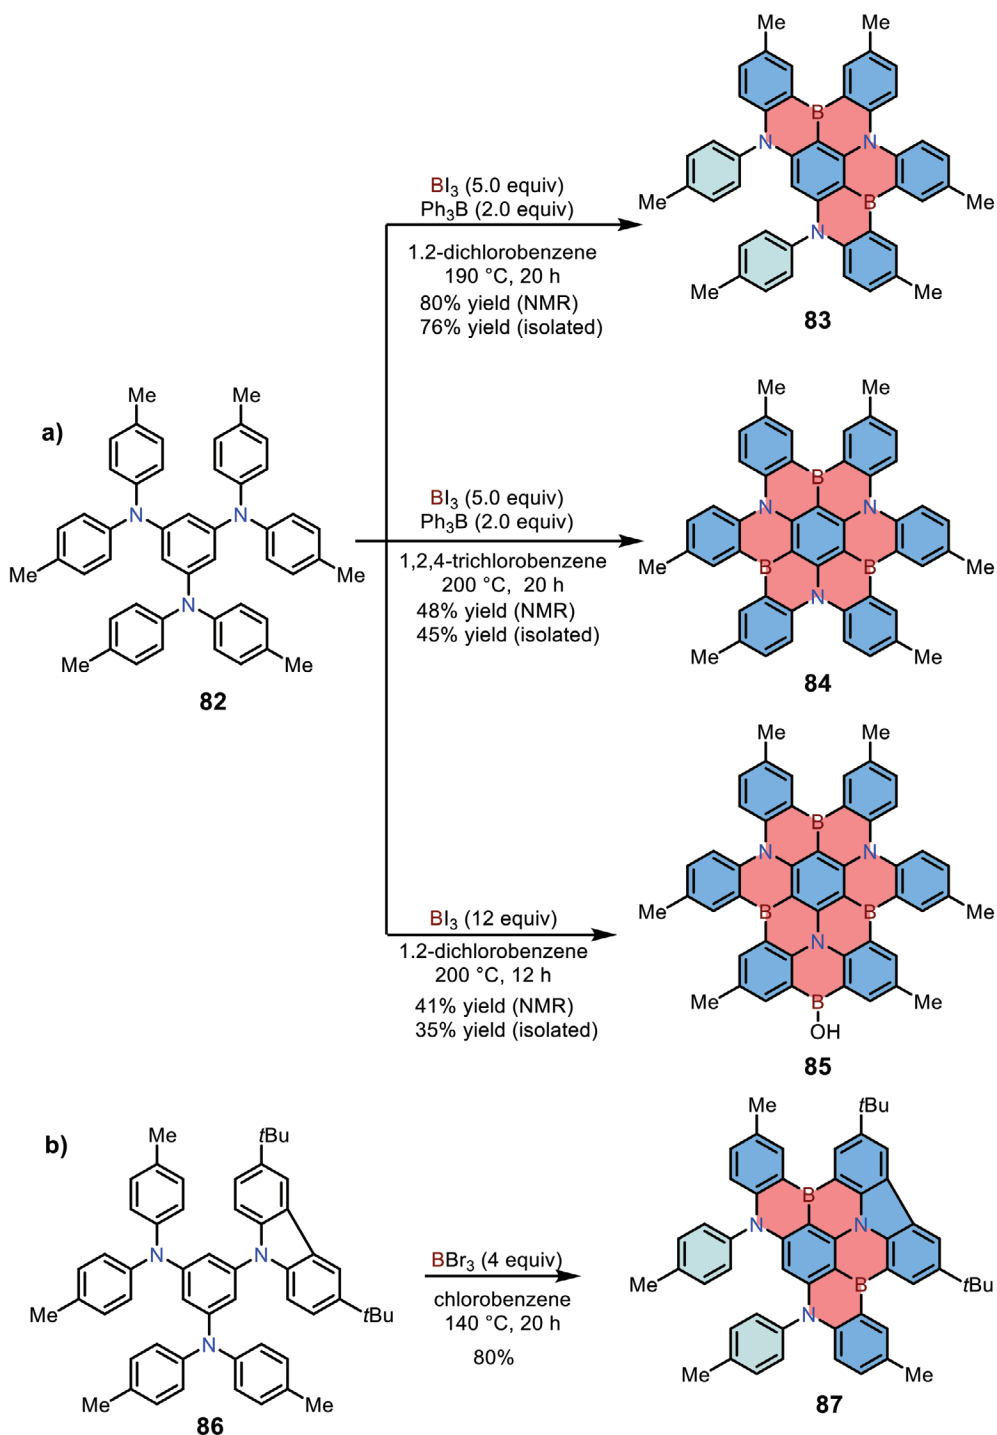 Me Me
B
N N
Me B Me
N
Me Me
83
BI3 (5.0 equiv)
Ph3B (2.0 equiv)
1.2-dichlorobenzene
190 °C, 20 h
80% yield (NMR)
76% yield (isolated)
a)
Me Me
N N
Me Me
N
Me Me
82
BI3 (5.0 equiv)
Ph3B (2.0 equiv)
1,2,4-trichlorobenzene
200 °C, 20 h
48% yield (NMR)
45% yield (isolated)
Me Me
B
N N
Me B B Me
N
Me Me
84
BI3 (12 equiv)
1.2-dichlorobenzene
200 °C, 12 h
41% yield (NMR)
35% yield (isolated)
Me Me
B
N N
Me B B Me
N
Me B Me
OH
85
b)
Me tBu
N N
Me tBu
N
Me Me
86
BBr3 (4 equiv)
chlorobenzene
140 °C, 20 h
80%
Me tBu
B
N N
Me B tBu
N
Me Me
87